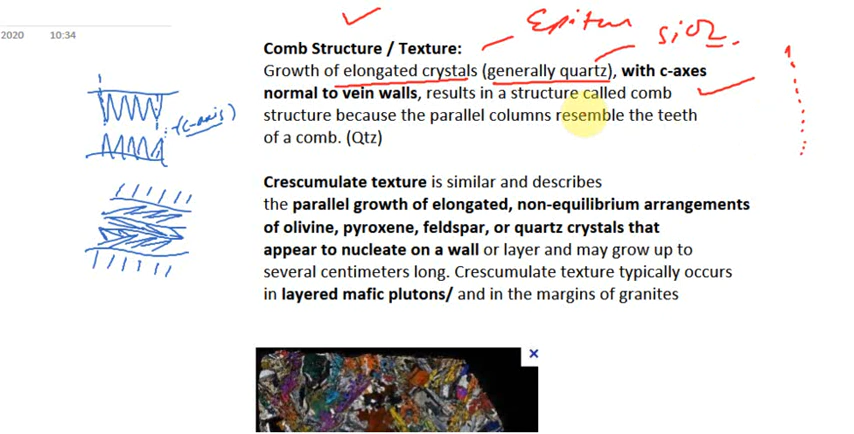 2020 10:34
SiO2.
Comb Structure / Texture:
Growth of elongated crystals (generally quartz), with c-axes
normal to vein walls, results in a structure called comb
structure because the parallel columns resemble the teeth
of a comb. (Qtz)
(c-axis)
Crescumulate texture is similar and describes
the parallel growth of elongated, non-equilibrium arrangements
of olivine, pyroxene, feldspar, or quartz crystals that
appear to nucleate on a wall or layer and may grow up to
several centimeters long. Crescumulate texture typically occurs
in layered mafic plutons/ and in the margins of granites